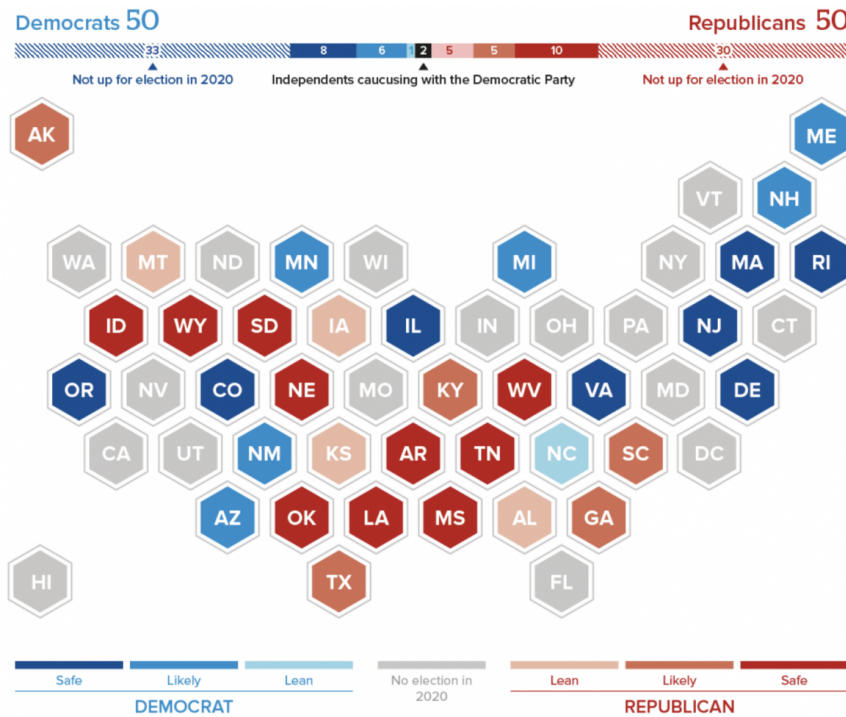 Democrats 50 Republicans 50
33 8 6 1 2 5 5 10 30
Not up for election in 2020 Independents caucusing with the Democratic Party Not up for election in 2020
AK ME
VT NH
WA MT ND MN WI MI NY MA RI
ID WY SD IA IL IN OH PA NJ CT
OR NV CO NE MO KY WV VA MD DE
CA UT NM KS AR TN NC SC DC
AZ OK LA MS AL GA
HI TX FL
Safe Likely Lean No election in Lean Likely Safe
2020
DEMOCRAT REPUBLICAN